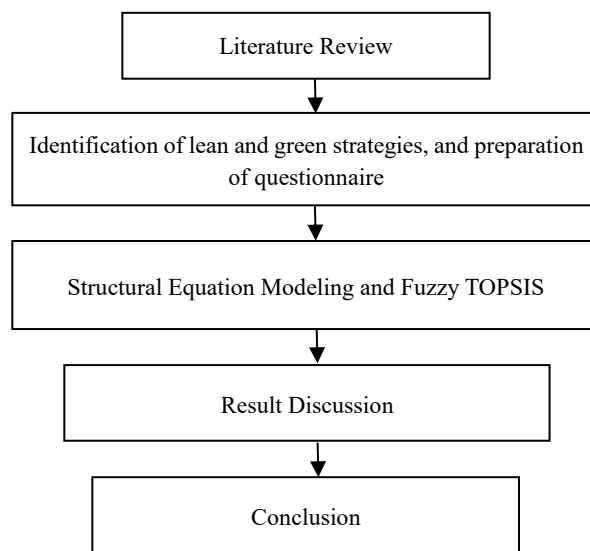 Literature Review
Identification of lean and green strategies, and preparation
of questionnaire
Structural Equation Modeling and Fuzzy TOPSIS
Result Discussion
Conclusion